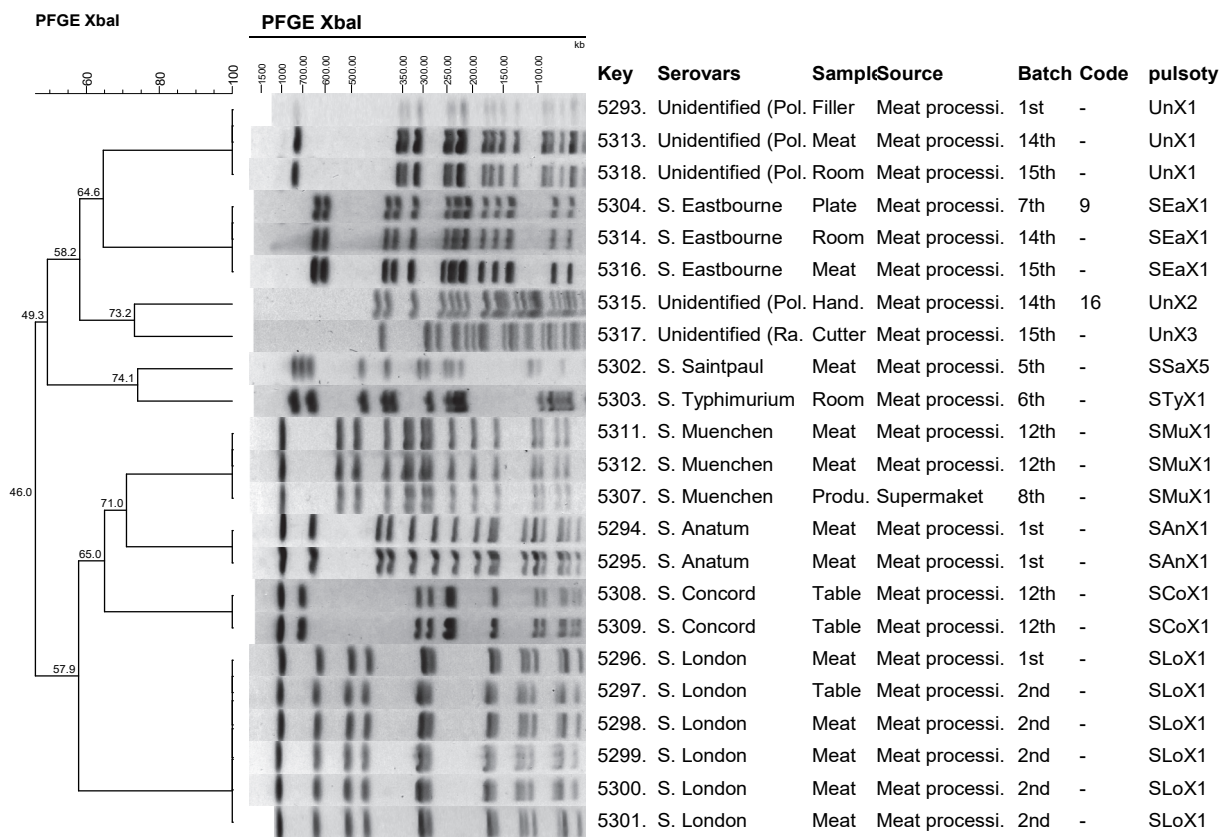 PFGE XbaI PFGE XbaI
kb
60 80 100 1500 1000 700.00 600.00 500.00 350.00 300.00 250.00 200.00 150.00 100.00
Key Serovars Sample Source Batch Code pulsoty
5293. Unidentified (Pol. Filler Meat processi. 1st - UnX1
5313. Unidentified (Pol. Meat Meat processi. 14th - UnX1
5318. Unidentified (Pol. Room Meat processi. 15th - UnX1
64.6
5304. S. Eastbourne Plate Meat processi. 7th 9 SEaX1
5314. S. Eastbourne Room Meat processi. 14th - SEaX1
58.2
5316. S. Eastbourne Meat Meat processi. 15th - SEaX1
5315. Unidentified (Pol. Hand. Meat processi. 14th 16 UnX2
49.3 73.2
5317. Unidentified (Ra. Cutter Meat processi. 15th - UnX3
5302. S. Saintpaul Meat Meat processi. 5th - SSaX5
74.1
5303. S. Typhimurium Room Meat processi. 6th - STyX1
5311. S. Muenchen Meat Meat processi. 12th - SMuX1
5312. S. Muenchen Meat Meat processi. 12th - SMuX1
46.0
5307. S. Muenchen Produ. Supermaket 8th - SMuX1
71.0
5294. S. Anatum Meat Meat processi. 1st - SAnX1
65.0
5295. S. Anatum Meat Meat processi. 1st - SAnX1
5308. S. Concord Table Meat processi. 12th - SCoX1
5309. S. Concord Table Meat processi. 12th - SCoX1
57.9
5296. S. London Meat Meat processi. 1st - SLoX1
5297. S. London Table Meat processi. 2nd - SLoX1
5298. S. London Meat Meat processi. 2nd - SLoX1
5299. S. London Meat Meat processi. 2nd - SLoX1
5300. S. London Meat Meat processi. 2nd - SLoX1
5301. S. London Meat Meat processi. 2nd - SLoX1